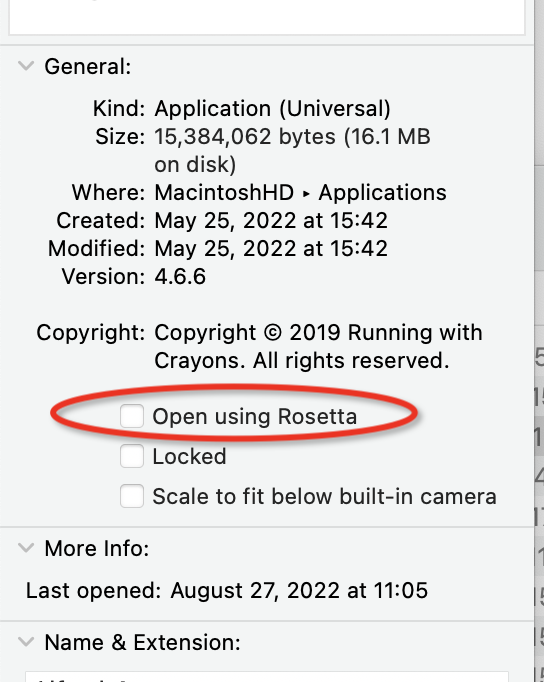 General:
Kind: Application (Universal)
Size: 15,384,062 bytes (16.1 MB
on disk)
Where: MacintoshHD ▸ Applications
Created: May 25, 2022 at 15:42
Modified: May 25, 2022 at 15:42
Version: 4.6.6
Copyright: Copyright © 2019 Running with
Crayons. All rights reserved.
Open using Rosetta
Locked
Scale to fit below built-in camera
More Info:
Last opened: August 27, 2022 at 11:05
Name & Extension: